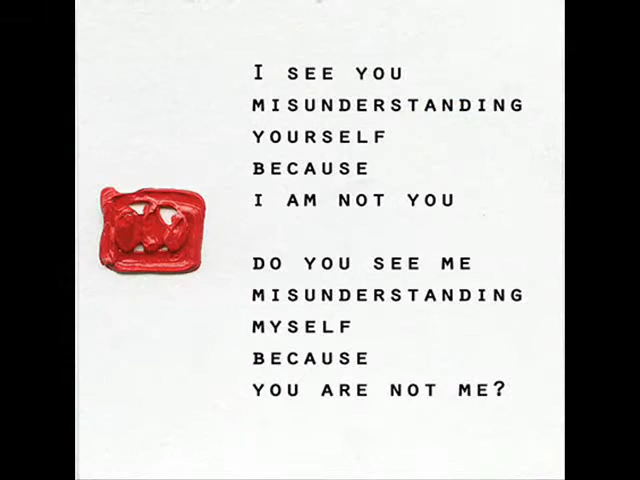 I SEE YOU
MISUNDERSTANDING
YOURSELF
BECAUSE
I AM NOT YOU
DO YOU SEE ME
MISUNDERSTANDING
MYSELF
BECAUSE
YOU ARE NOT ME?